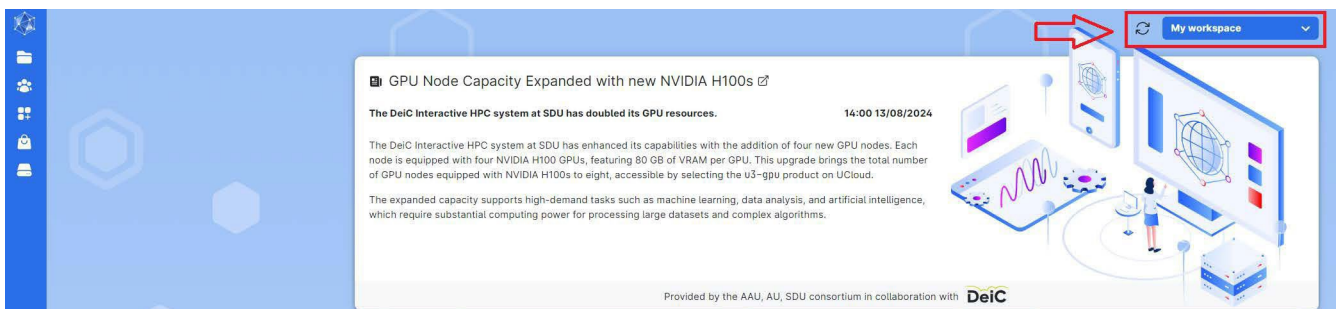 My workspace
GPU Node Capacity Expanded with new NVIDIA H100s
The DeiC Interactive HPC system at SDU has doubled its GPU resources. 14:00 13/08/2024
The DeiC Interactive HPC system at SDU has enhanced its capabilities with the addition of four new GPU nodes. Each
node is equipped with four NVIDIA H100 GPUs, featuring 80 GB of VRAM per GPU. This upgrade brings the total number
of GPU nodes equipped with NVIDIA H100s to eight, accessible by selecting the u3-gpu product on UCloud.
The expanded capacity supports high-demand tasks such as machine learning, data analysis, and artificial intelligence,
which require substantial computing power for processing large datasets and complex algorithms.
Provided by the AAU, AU, SDU consortium in collaboration with DeiC